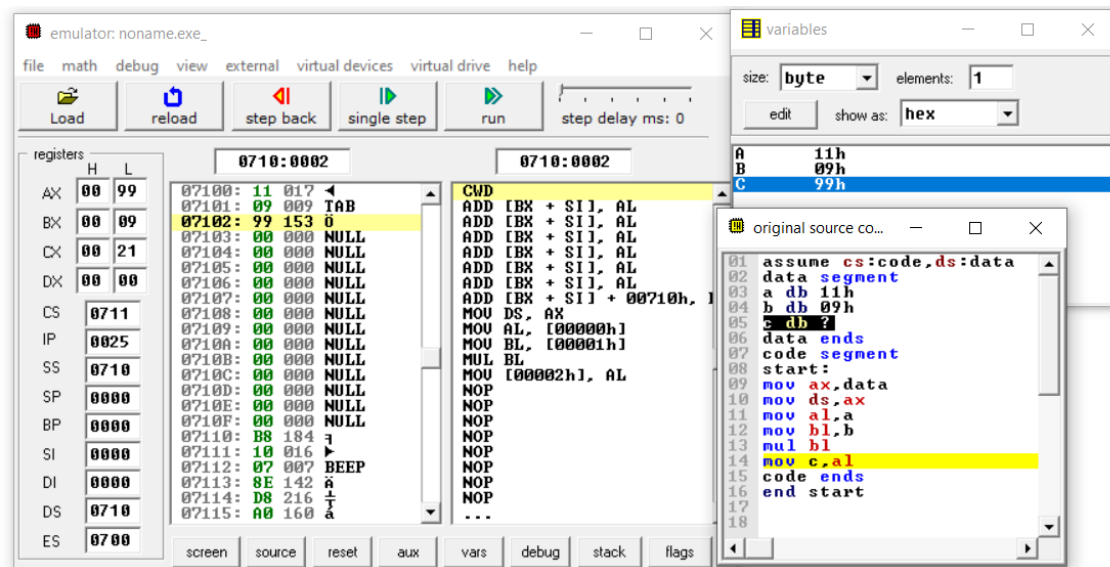 emulator: noname.exe_
file math debug view external virtual devices virtual drive help
Load reload step back single step run step delay ms: 0
registers
H L
AX 00 99
BX 00 09
CX 00 21
DX 00 00
CS 0711
IP 0025
SS 0710
SP 0000
BP 0000
SI 0000
DI 0000
DS 0710
ES 0700
0710:0002
07100: 11 017 ◄
07101: 09 009 TAB
07102: 99 153 Ö
07103: 00 000 NULL
07104: 00 000 NULL
07105: 00 000 NULL
07106: 00 000 NULL
07107: 00 000 NULL
07108: 00 000 NULL
07109: 00 000 NULL
0710A: 00 000 NULL
0710B: 00 000 NULL
0710C: 00 000 NULL
0710D: 00 000 NULL
0710E: 00 000 NULL
0710F: 00 000 NULL
07110: B8 184 ╕
07111: 10 016 ►
07112: 07 007 BEEP
07113: 8E 142 Ä
07114: D8 216 ╪
07115: A0 160 á
0710:0002
CWD
ADD [BX + SI], AL
ADD [BX + SI], AL
ADD [BX + SI], AL
ADD [BX + SI], AL
ADD [BX + SI], AL
ADD [BX + SI], AL
ADD [BX + SI] + 00710h,
MOV DS, AX
MOV AL, [00000h]
MOV BL, [00001h]
MUL BL
MOV [00002h], AL
NOP
NOP
NOP
NOP
NOP
NOP
NOP
NOP
...
screen source reset aux vars debug stack flags
variables
size: byte elements: 1
edit show as: hex
A 11h
B 09h
C 99h
original source co...
01 assume cs:code,ds:data
02 data segment
03 a db 11h
04 b db 09h
05 c db ?
06 data ends
07 code segment
08 start:
09 mov ax,data
10 mov ds,ax
11 mov al,a
12 mov bl,b
13 mul bl
14 mov c,al
15 code ends
16 end start
17
18